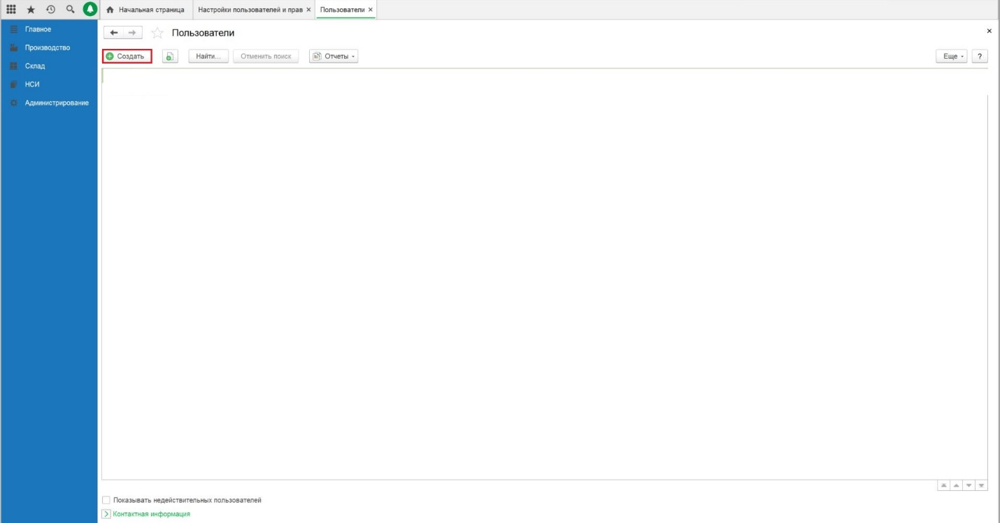 Начальная страница
Настройки пользователей и прав ×
Пользователи ×
Главное
Производство
Склад
НСИ
Администрирование
Пользователи
Создать
Найти...
Отменить поиск
Отчеты
Еще
?
Показывать недействительных пользователей
Контактная информация